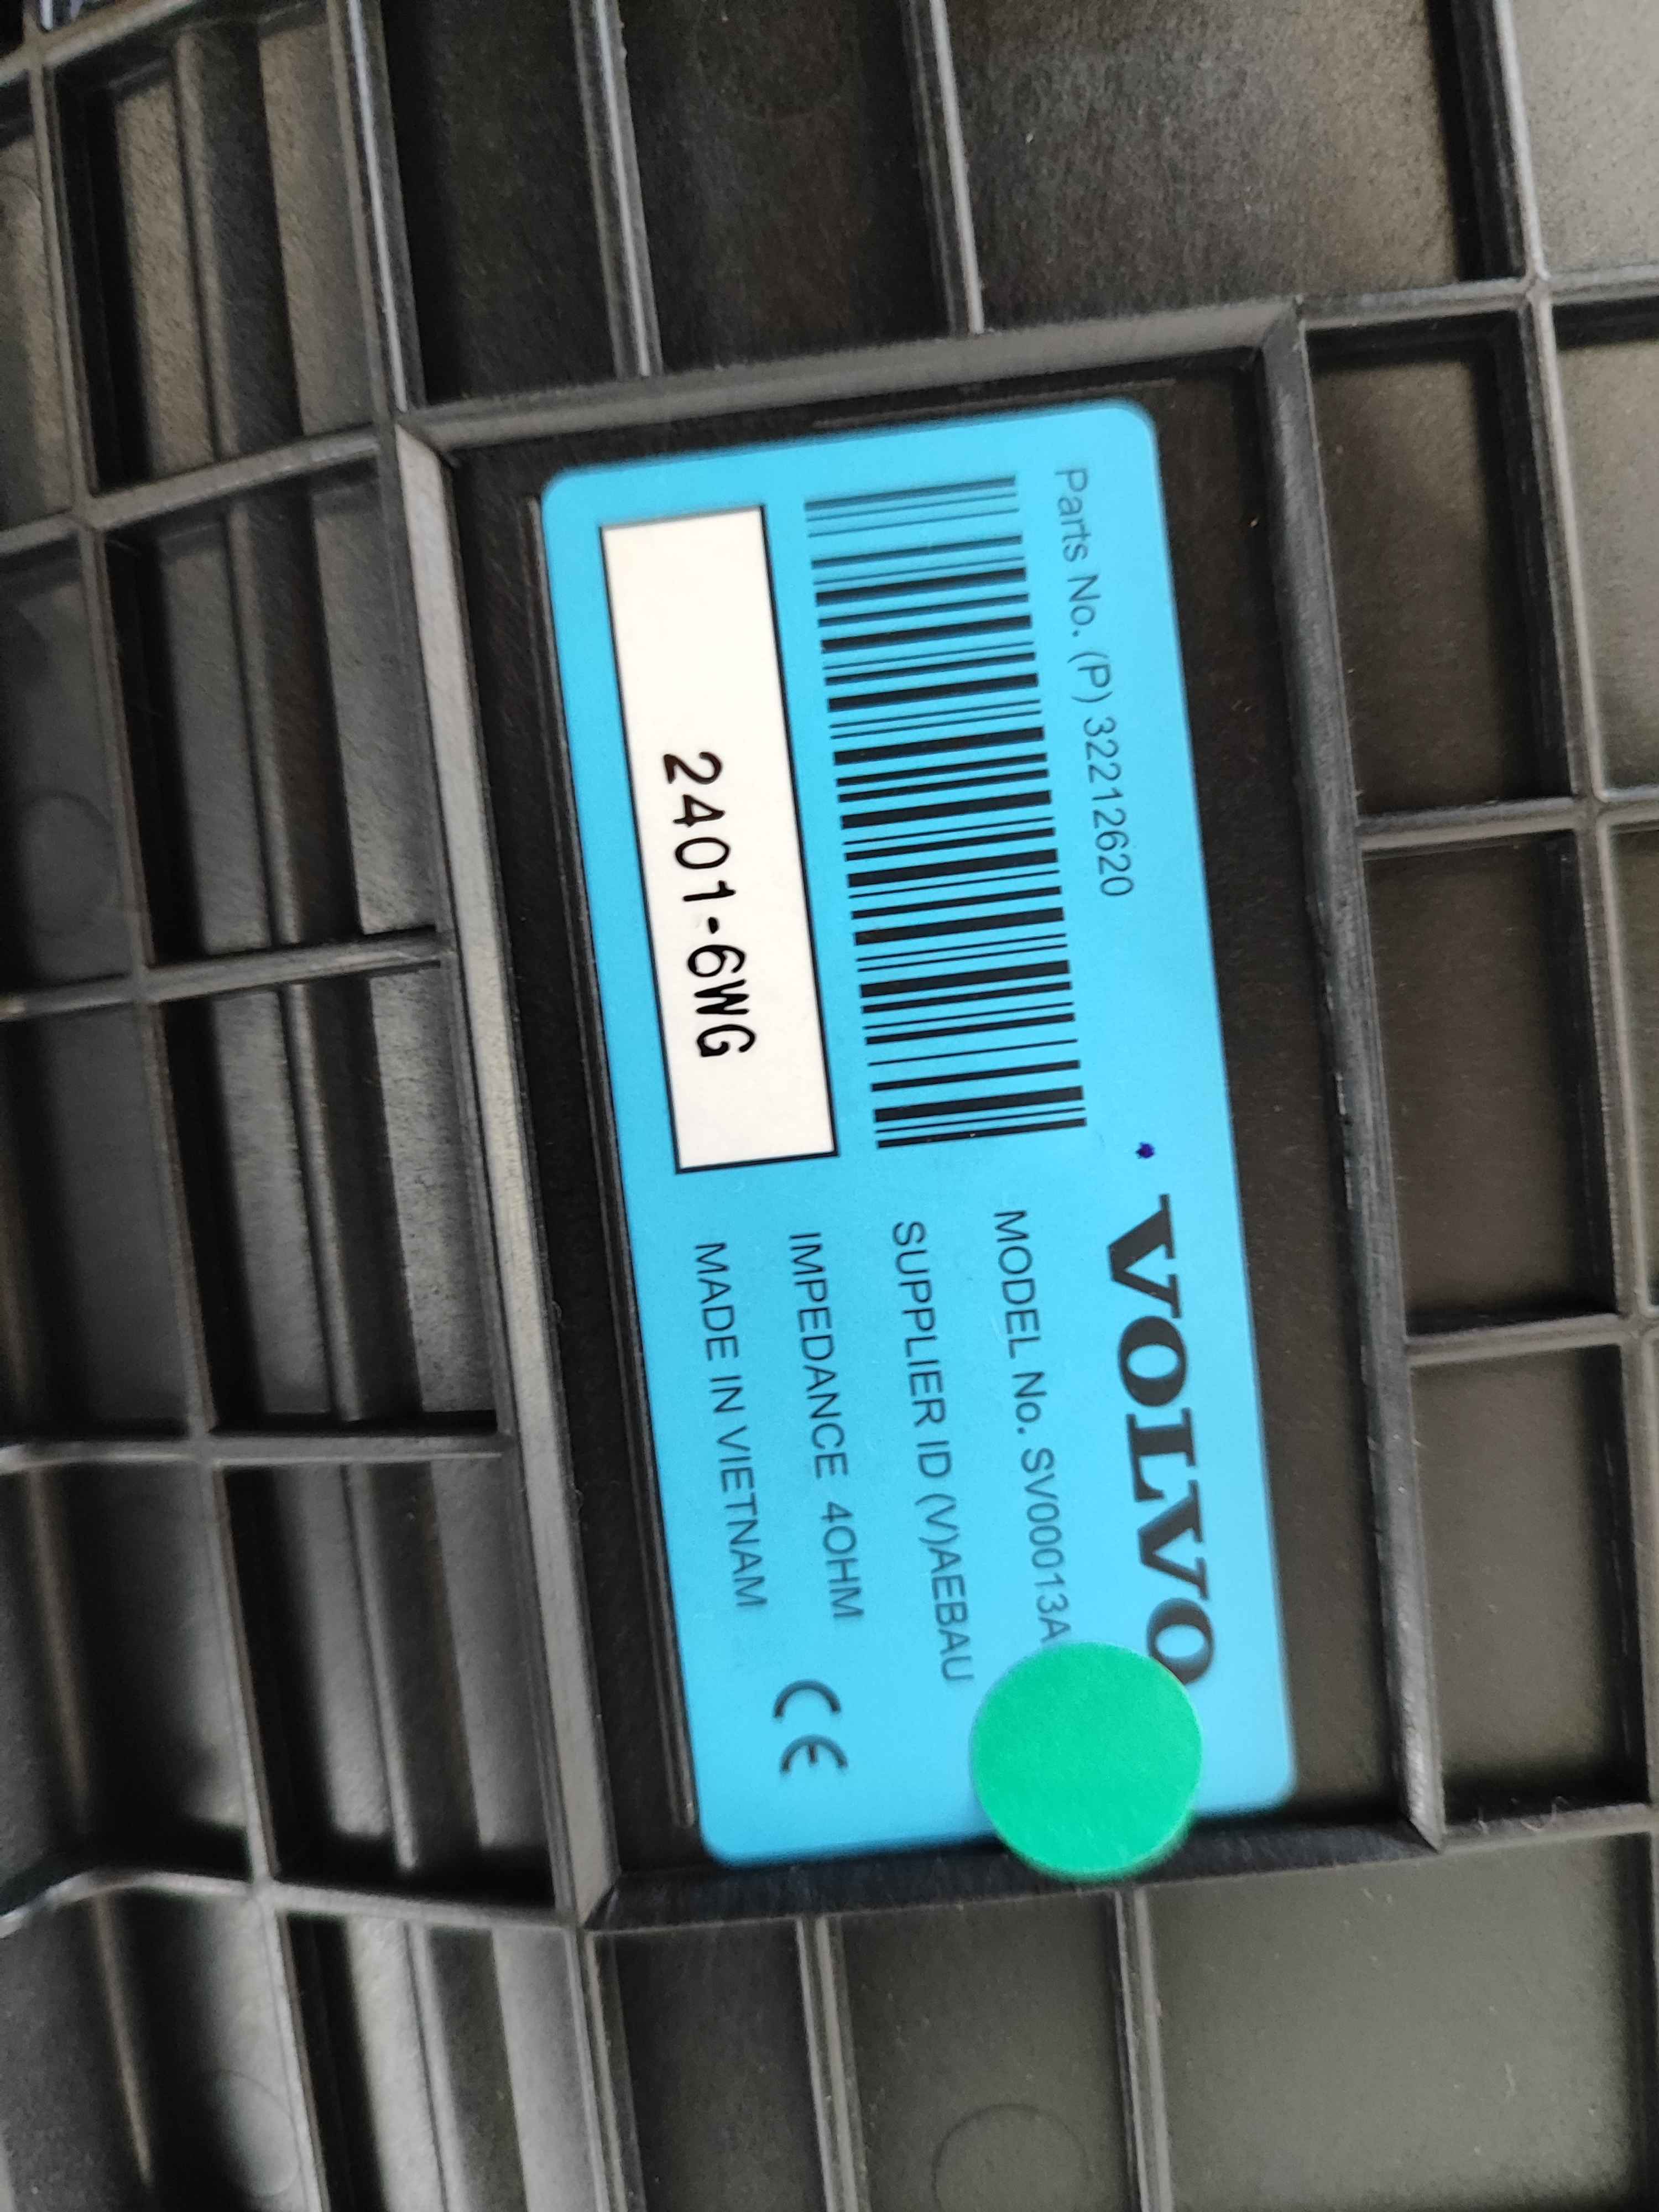 Parts No. (P) 32212620
2401-6WG
VOLVO
MODEL No. SV00013A
SUPPLIER ID (V)AEBAU
IMPEDANCE 4OHM
MADE IN VIETNAM
CE